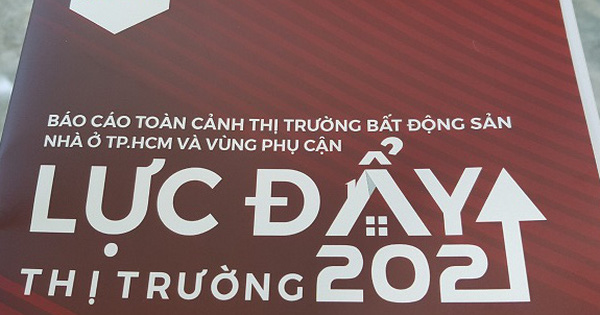 BÁO CÁO TOÀN CẢNH THỊ TRƯỜNG BẤT ĐỘNG SẢN
NHÀ Ở TP.HCM VÀ VÙNG PHỤ CẬN
LỰC ĐẨY
THỊ TRƯỜNG 2021